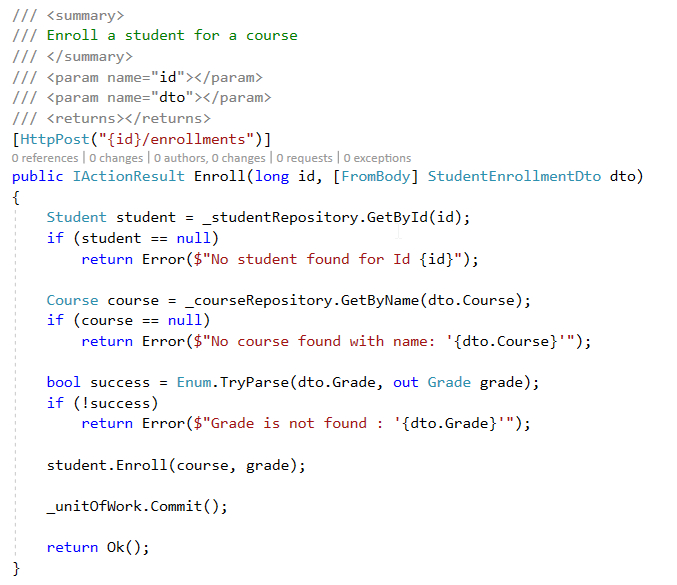 /// <summary>
/// Enroll a student for a course
/// </summary>
/// <param name="id"></param>
/// <param name="dto"></param>
/// <returns></returns>
[HttpPost("{id}/enrollments")]
0 references | 0 changes | 0 authors, 0 changes | 0 requests | 0 exceptions
public IActionResult Enroll(long id, [FromBody] StudentEnrollmentDto dto)
{
    Student student = _studentRepository.GetById(id);
    if (student == null)
        return Error($"No student found for Id {id}");

    Course course = _courseRepository.GetByName(dto.Course);
    if (course == null)
        return Error($"No course found with name: '{dto.Course}'");

    bool success = Enum.TryParse(dto.Grade, out Grade grade);
    if (!success)
        return Error($"Grade is not found : '{dto.Grade}'");

    student.Enroll(course, grade);

    _unitOfWork.Commit();

    return Ok();
}